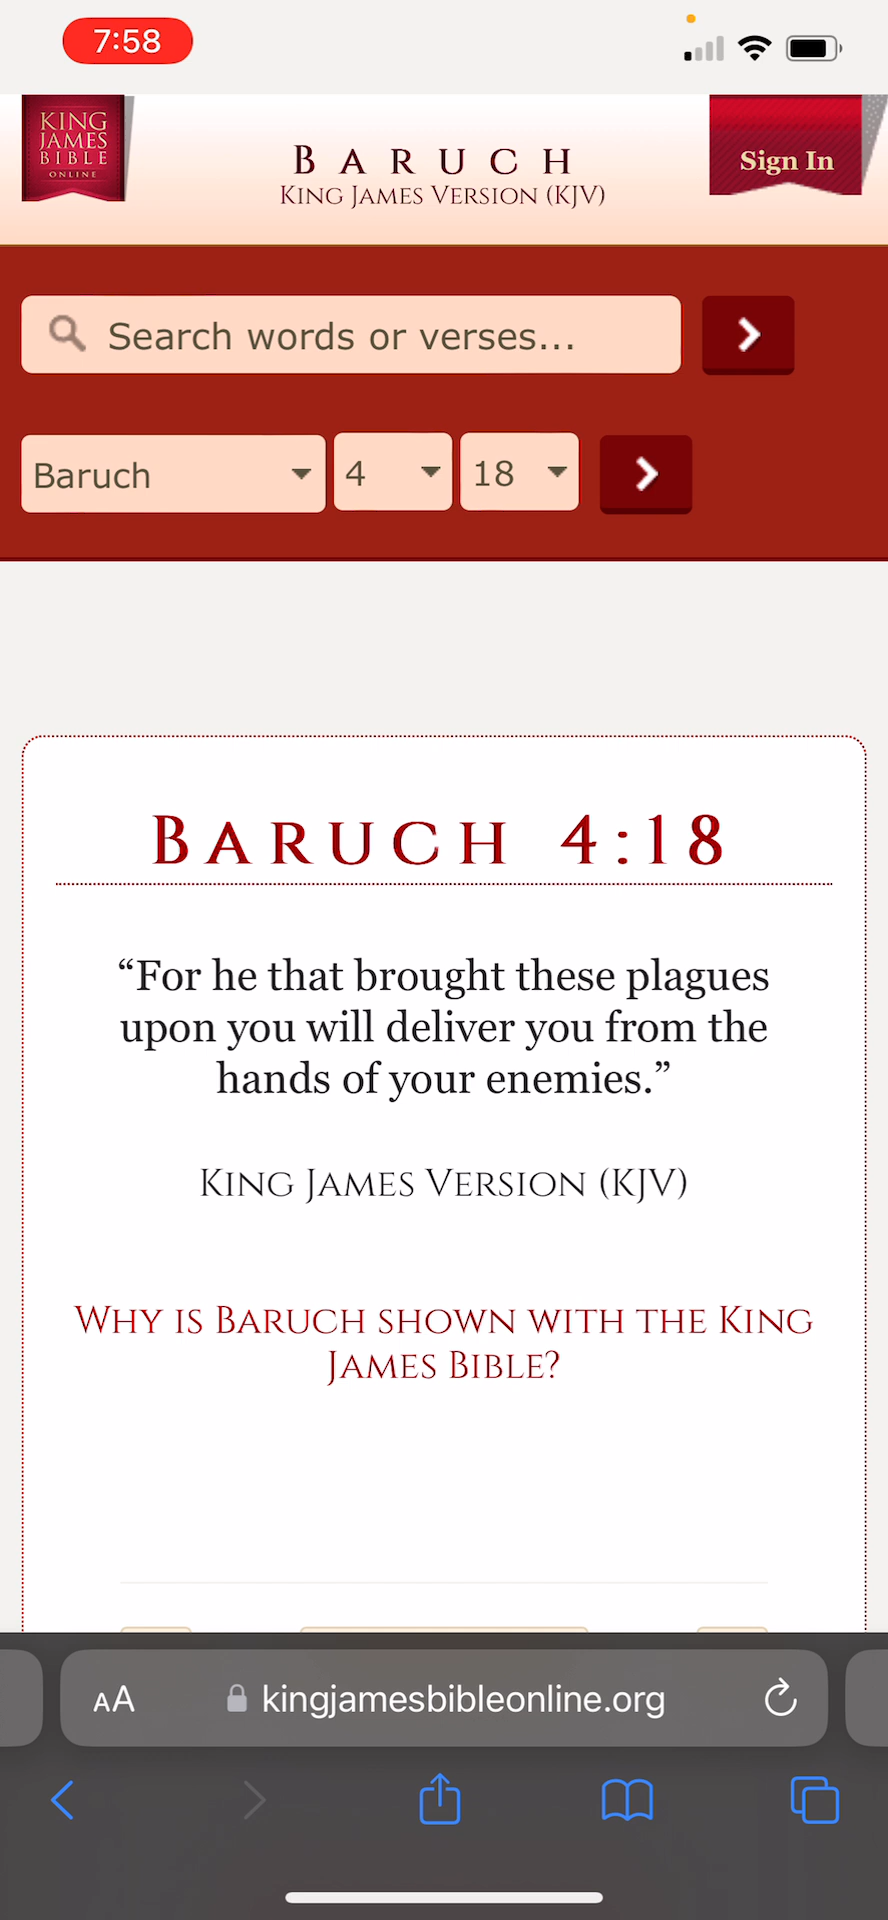 7:58
KING
JAMES
BIBLE
ONLINE
BARUCH
KING JAMES VERSION (KJV)
Sign In
Search words or verses...
Baruch
4
18
BARUCH 4:18
“For he that brought these plagues
upon you will deliver you from the
hands of your enemies.”
KING JAMES VERSION (KJV)
WHY IS BARUCH SHOWN WITH THE KING
JAMES BIBLE?
AA
kingjamesbibleonline.org